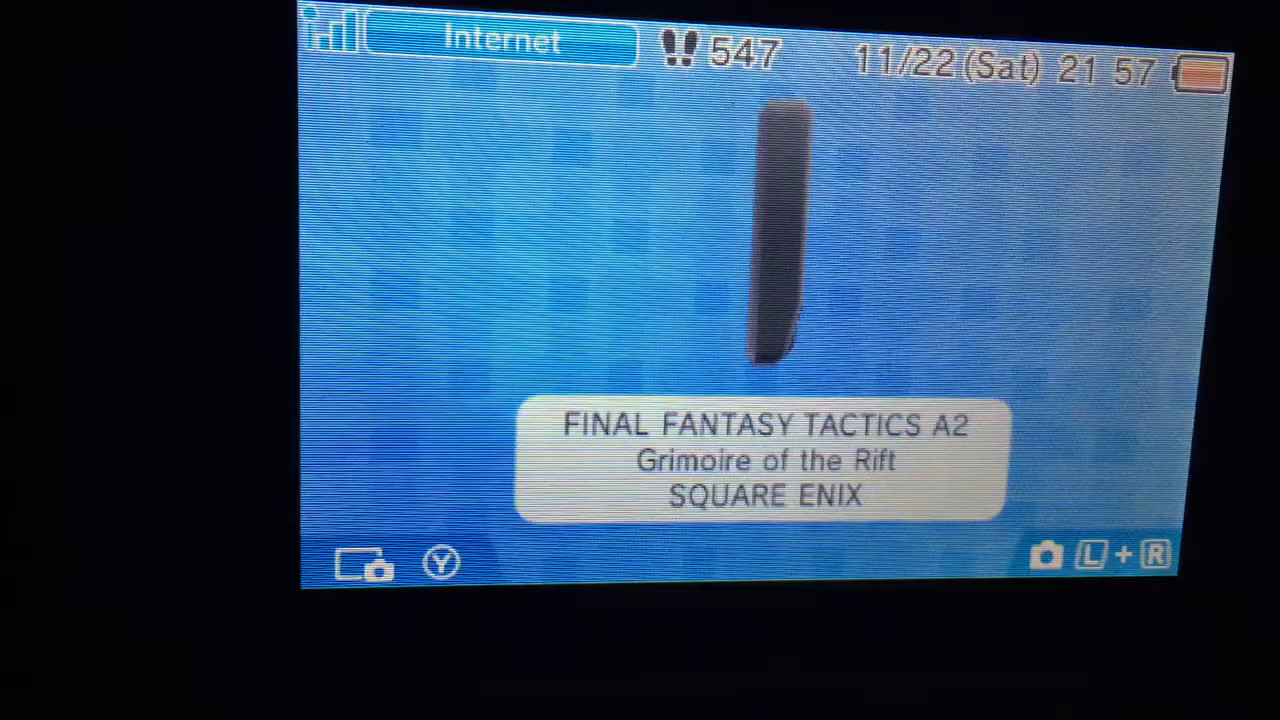 Internet 547 11/22 (Sat) 21 57
FINAL FANTASY TACTICS A2
Grimoire of the Rift
SQUARE ENIX
Y L + R